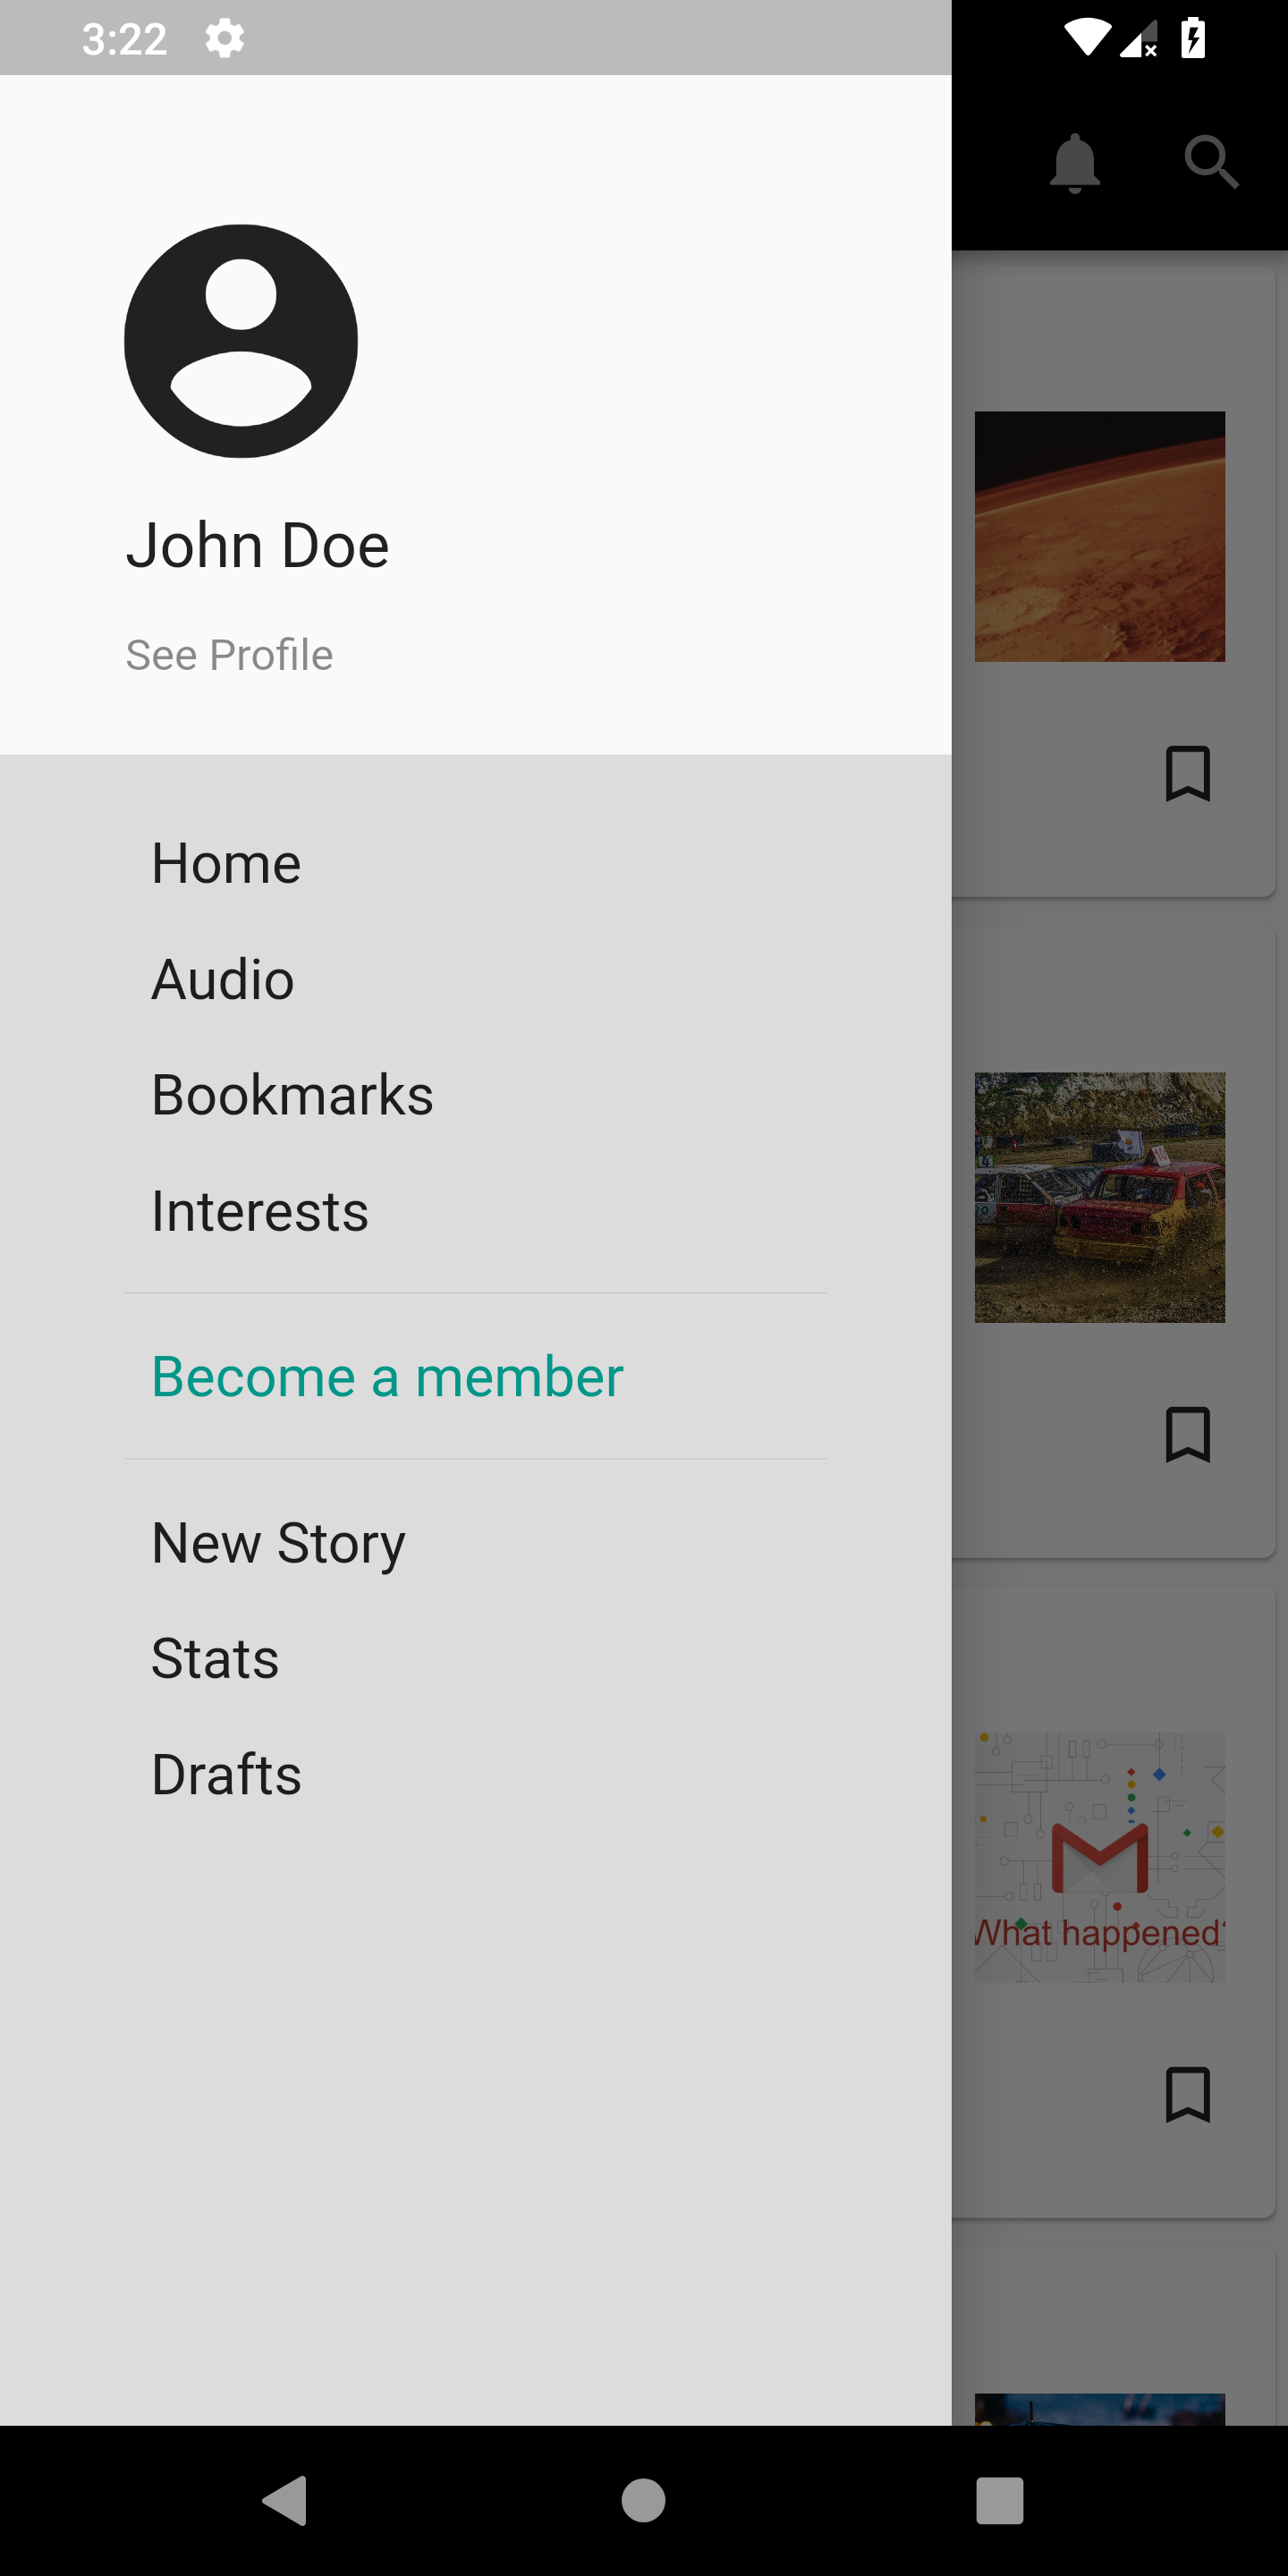 3:22
John Doe
See Profile
Home
Audio
Bookmarks
Interests
Become a member
New Story
Stats
Drafts
What happened?